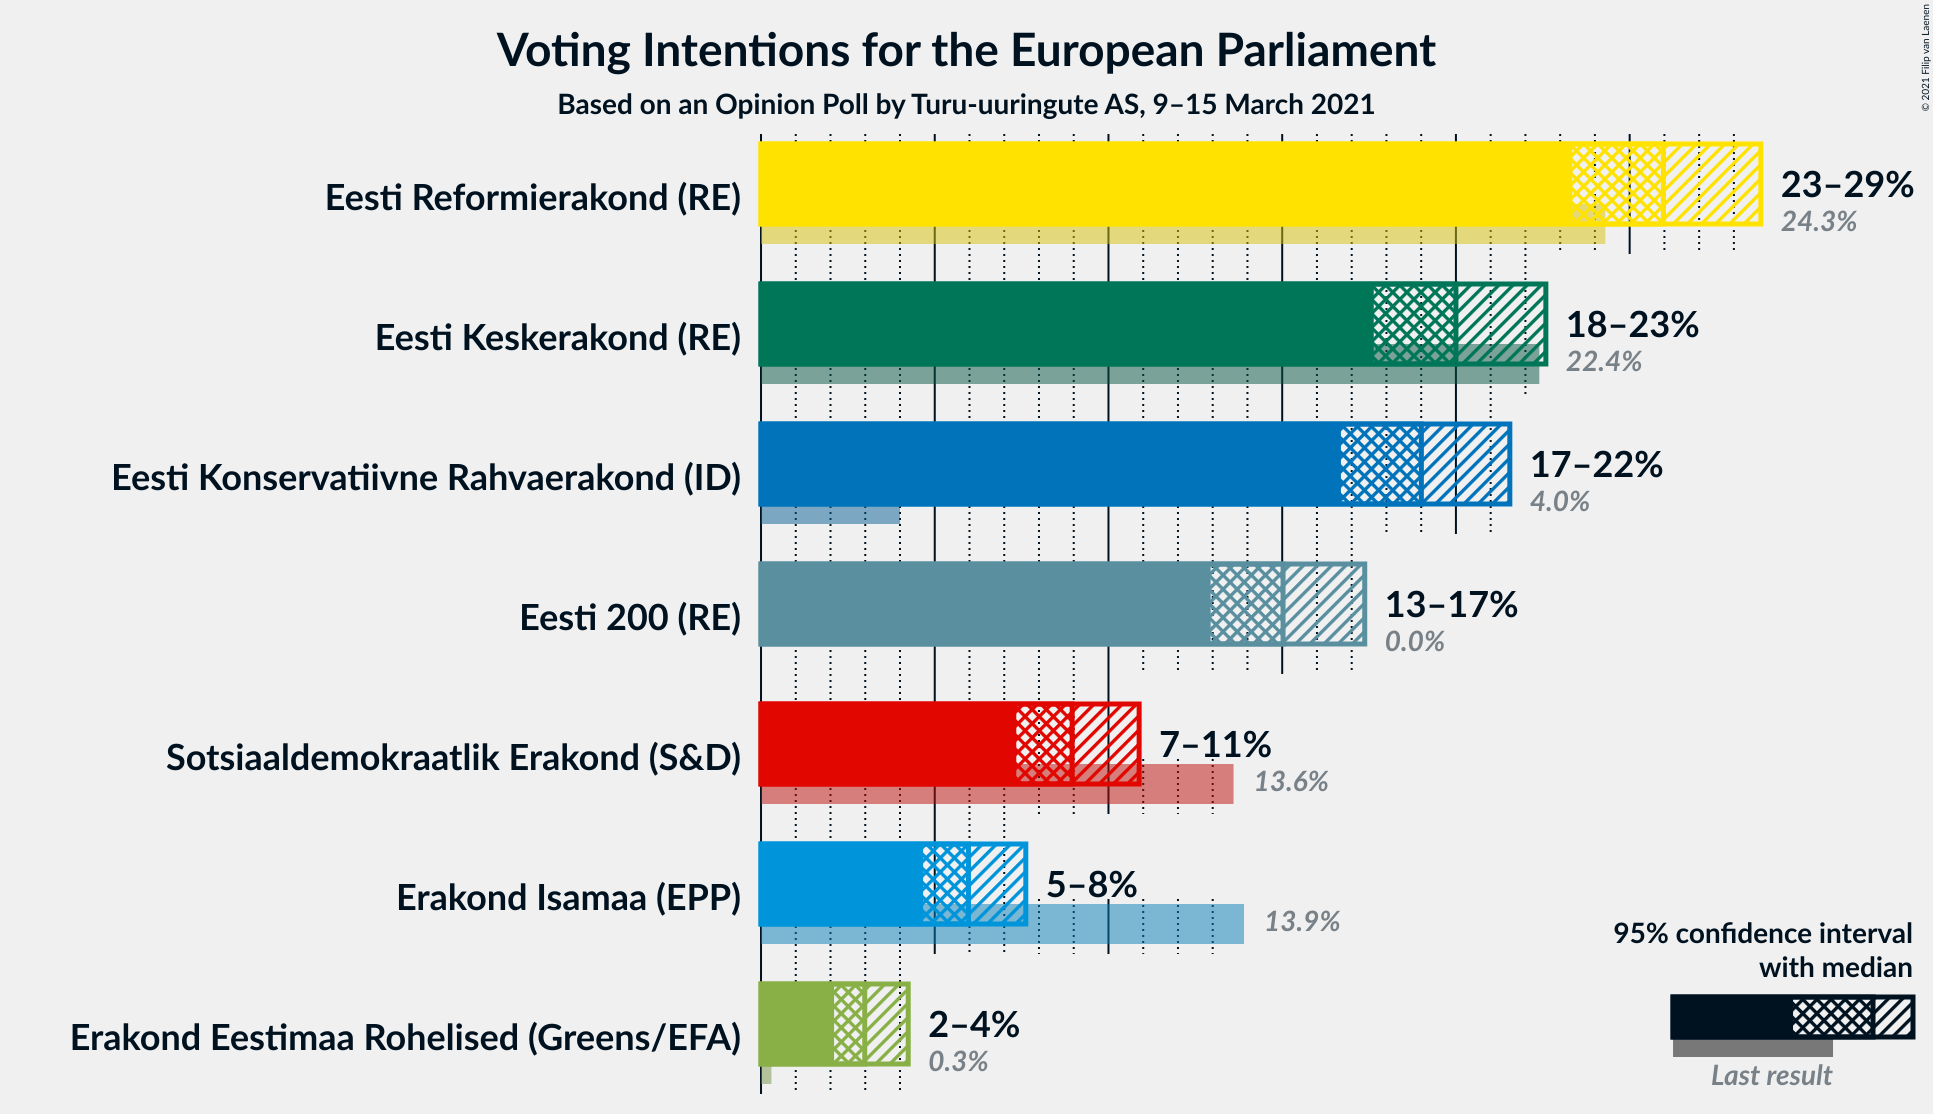 Voting Intentions for the European Parliament
Based on an Opinion Poll by Turu-uuringute AS, 9–15 March 2021
© 2021 Filip van Laenen
Eesti Reformierakond (RE)
23–29%
24.3%
Eesti Keskerakond (RE)
18–23%
22.4%
Eesti Konservatiivne Rahvaerakond (ID)
17–22%
4.0%
Eesti 200 (RE)
13–17%
0.0%
Sotsiaaldemokraatlik Erakond (S&D)
7–11%
13.6%
Erakond Isamaa (EPP)
5–8%
13.9%
Erakond Eestimaa Rohelised (Greens/EFA)
2–4%
0.3%
95% confidence interval
with median
Last result